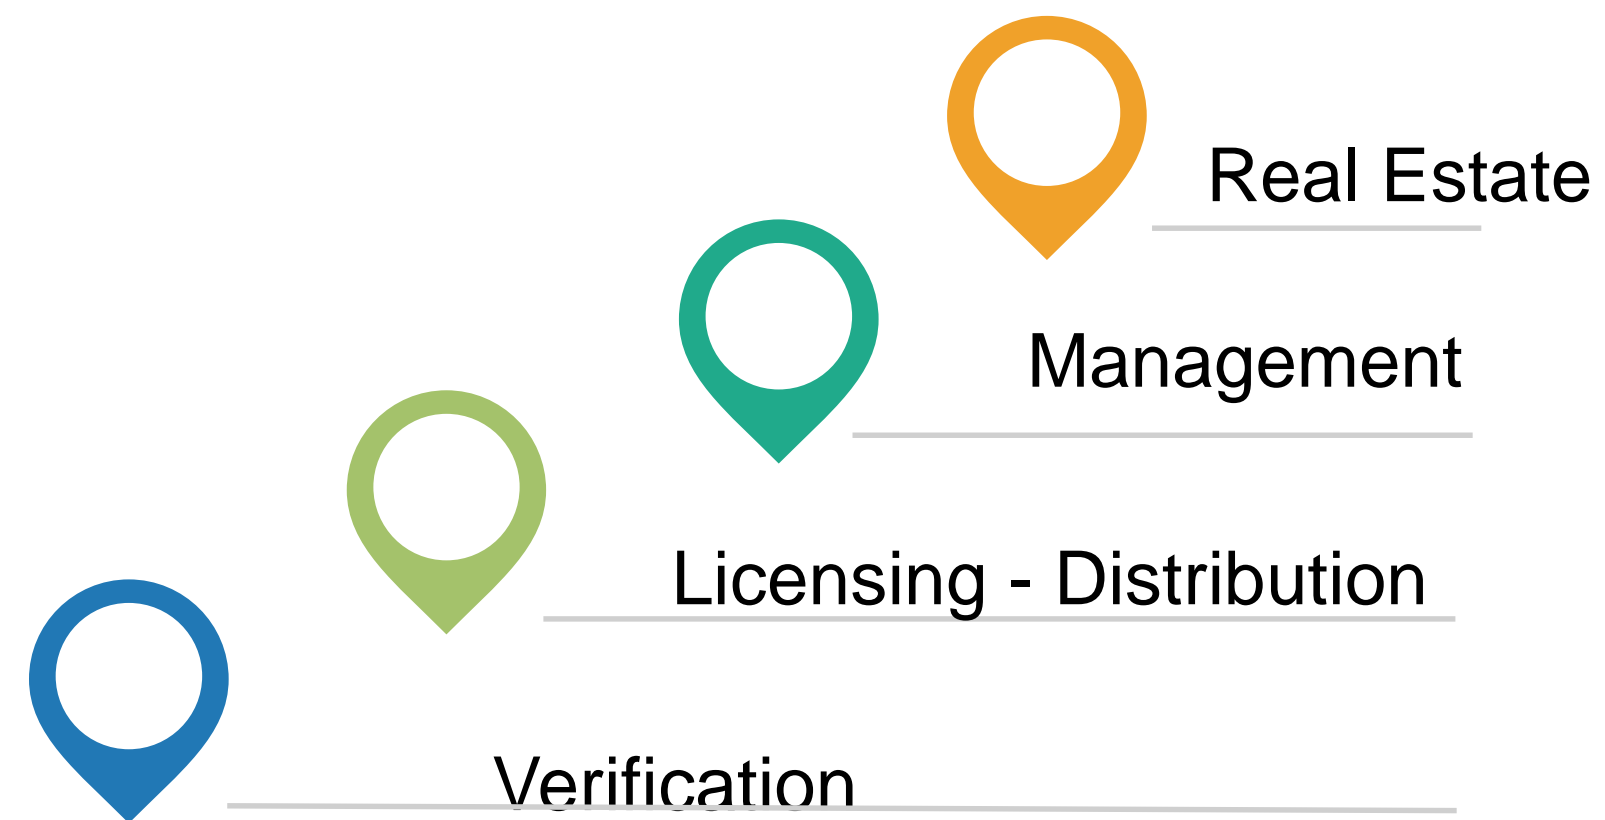 Real Estate
Management
Licensing - Distribution
Verification